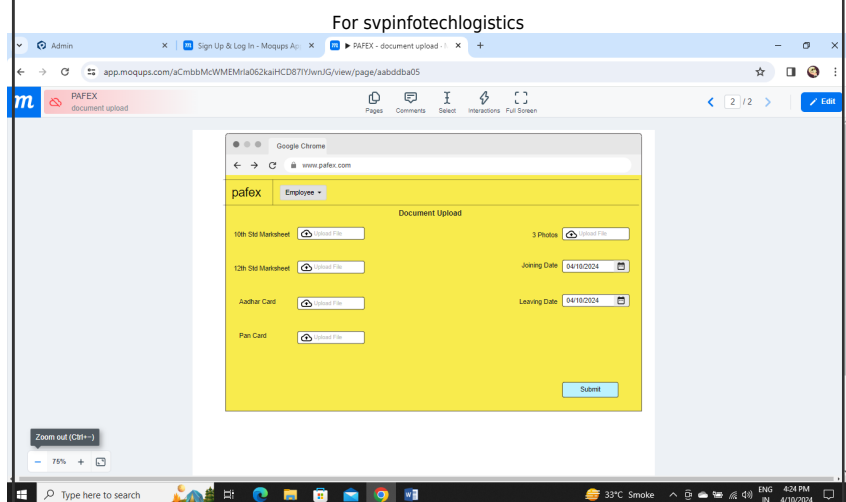 For svpinfotechlogistics
Admin
Sign Up & Log In - Moqups Ap
PAFEX - document upload -
app.moqups.com/aCmbbMcWMEMrla062kaiHCD87IYJwnJG/view/page/aabddba05
m
PAFEX
document upload
Pages Comments Select Interactions Full Screen
2 / 2
Edit
Google Chrome
www.pafex.com
pafex
Employee
Document Upload
10th Std Marksheet Upload File
3 Photos Upload File
12th Std Marksheet Upload File
Joining Date 04/10/2024
Aadhar Card Upload File
Leaving Date 04/10/2024
Pan Card Upload File
Submit
Zoom out (Ctrl+-)
75%
Type here to search
33°C Smoke
ENG
IN
4:24 PM
4/10/2024